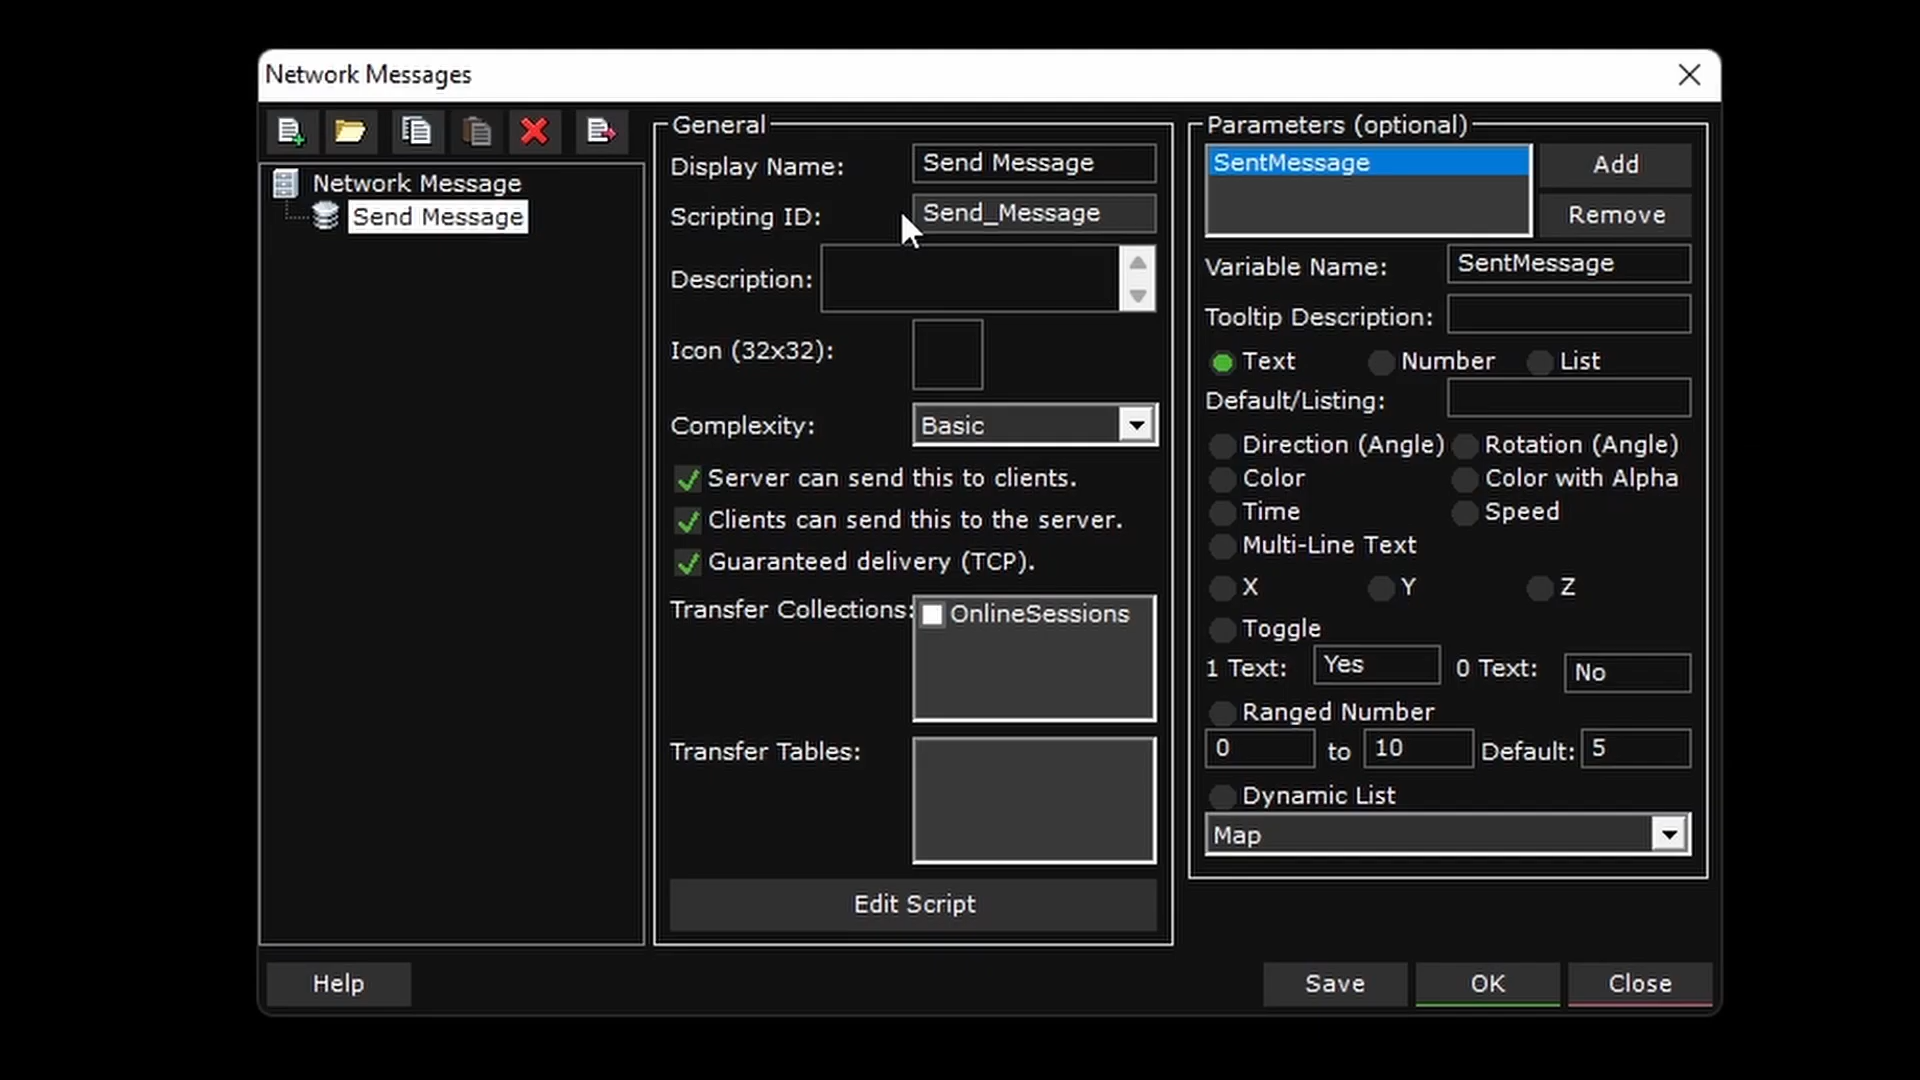 Network Messages
Network Message
Send Message
General
Display Name: Send Message
Scripting ID: Send_Message
Description:
Icon (32x32):
Complexity: Basic
Server can send this to clients.
Clients can send this to the server.
Guaranteed delivery (TCP).
Transfer Collections: OnlineSessions
Transfer Tables:
Edit Script
Parameters (optional)
SentMessage Add
Remove
Variable Name: SentMessage
Tooltip Description:
Text Number List
Default/Listing:
Direction (Angle) Rotation (Angle)
Color Color with Alpha
Time Speed
Multi-Line Text
X Y Z
Toggle
1 Text: Yes 0 Text: No
Ranged Number
0 to 10 Default: 5
Dynamic List
Map
Help Save OK Close